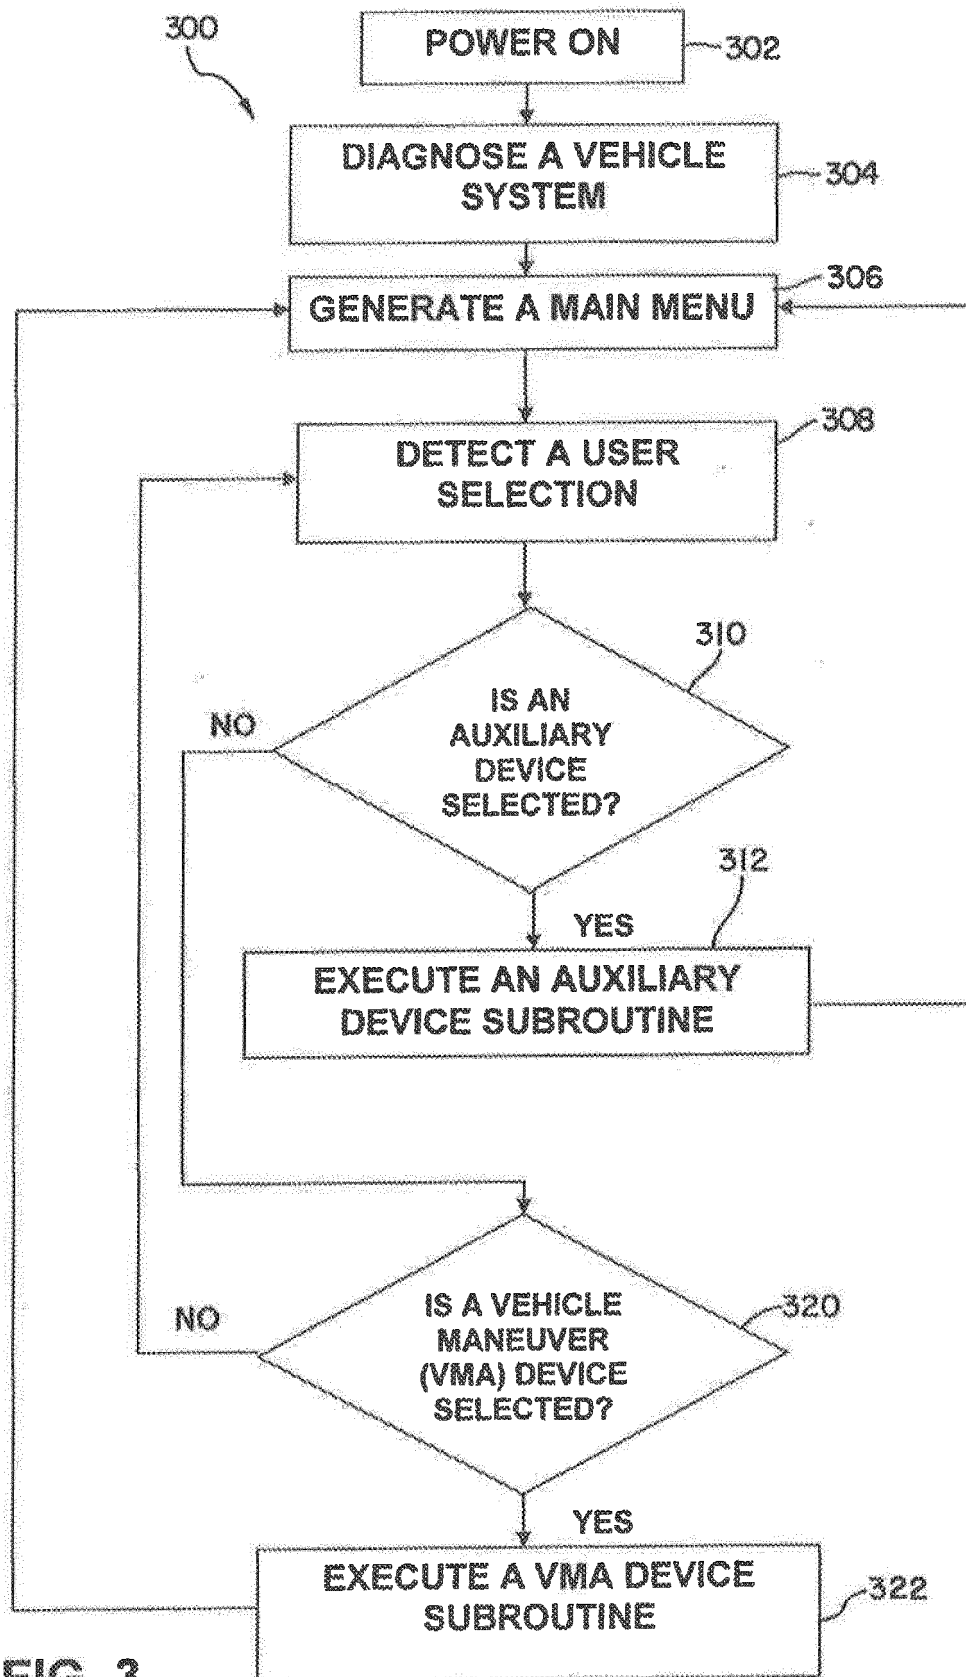 300
POWER ON
302
DIAGNOSE A VEHICLE
SYSTEM
304
306
GENERATE A MAIN MENU
308
DETECT A USER
SELECTION
310
IS AN
AUXILIARY
DEVICE
SELECTED?
NO
312
YES
EXECUTE AN AUXILIARY
DEVICE SUBROUTINE
IS A VEHICLE
MANEUVER
(VMA) DEVICE
SELECTED?
320
NO
YES
EXECUTE A VMA DEVICE
SUBROUTINE
322
FIG. 3